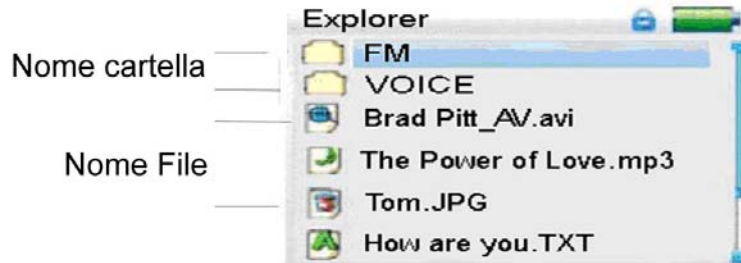 Explorer
Nome cartella
FM
VOICE
Brad Pitt_AV.avi
Nome File
The Power of Love.mp3
Tom.JPG
How are you.TXT